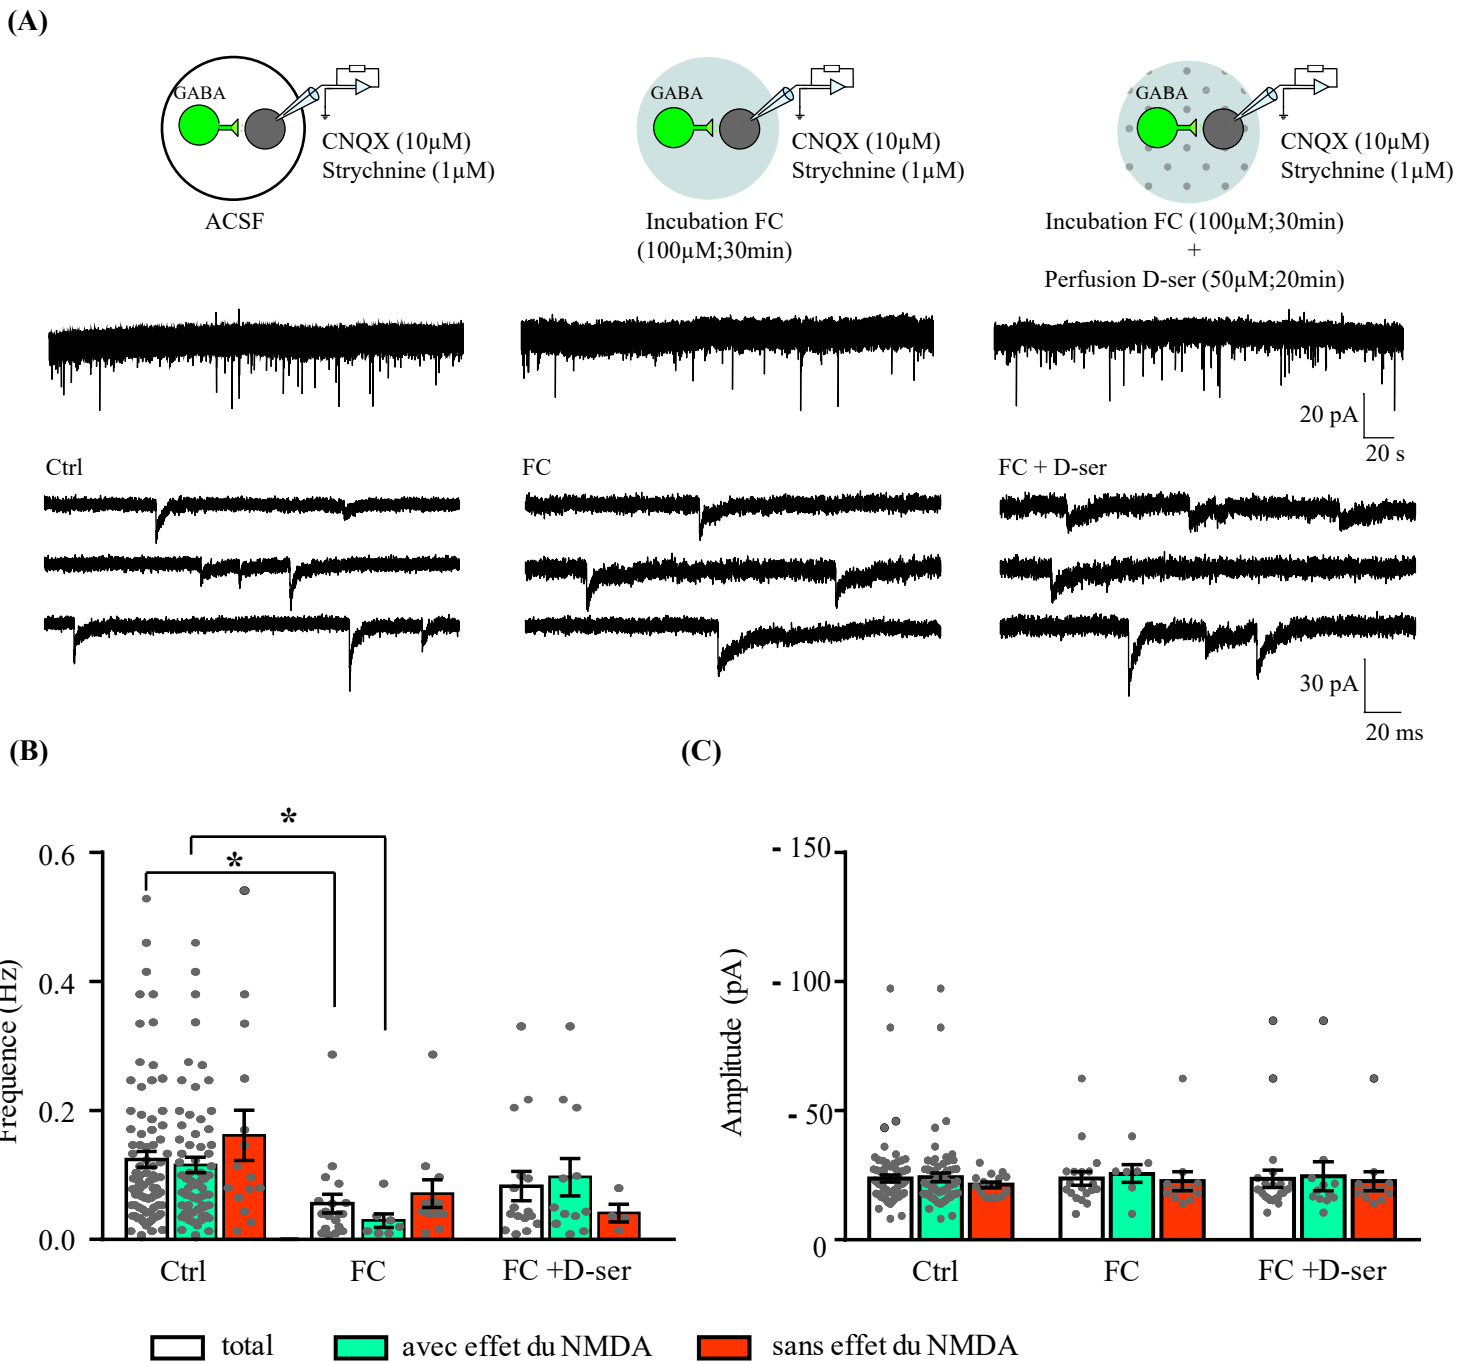 (A)
GABA
CNQX (10µM)
Strychnine (1µM)
ACSF
GABA
CNQX (10µM)
Strychnine (1µM)
Incubation FC
(100µM;30min)
GABA
CNQX (10µM)
Strychnine (1µM)
Incubation FC (100µM;30min)
+
Perfusion D-ser (50µM;20min)
20 pA
20 s
Ctrl
FC
FC + D-ser
30 pA
20 ms
(B)
*
*
Frequence (Hz)
0.6
0.4
0.2
0.0
Ctrl
FC
FC +D-ser
(C)
Amplitude (pA)
- 150
- 100
- 50
0
Ctrl
FC
FC +D-ser
total
avec effet du NMDA
sans effet du NMDA